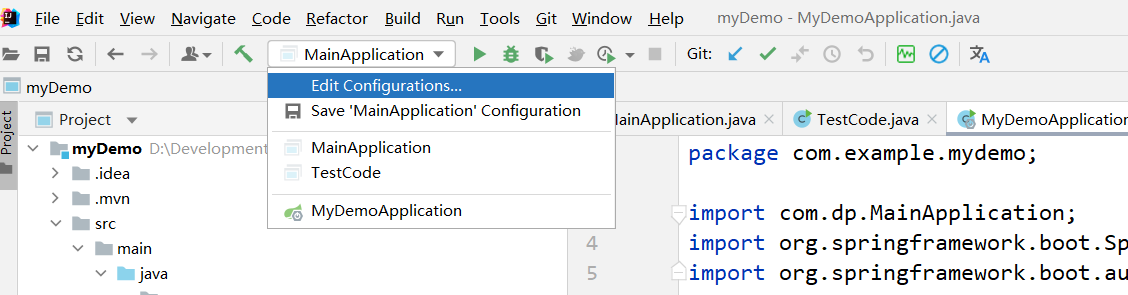 File Edit View Navigate Code Refactor Build Run Tools Git Window Help myDemo - MyDemoApplication.java
MainApplication Git:
myDemo
Edit Configurations...
Save 'MainApplication' Configuration
MainApplication
TestCode
MyDemoApplication
Project
Project
myDemo D:\Development
.idea
.mvn
src
main
java
MainApplication.java TestCode.java MyDemoApplication
package com.example.mydemo;
import com.dp.MainApplication;
4 import org.springframework.boot.Sp
5 import org.springframework.boot.au